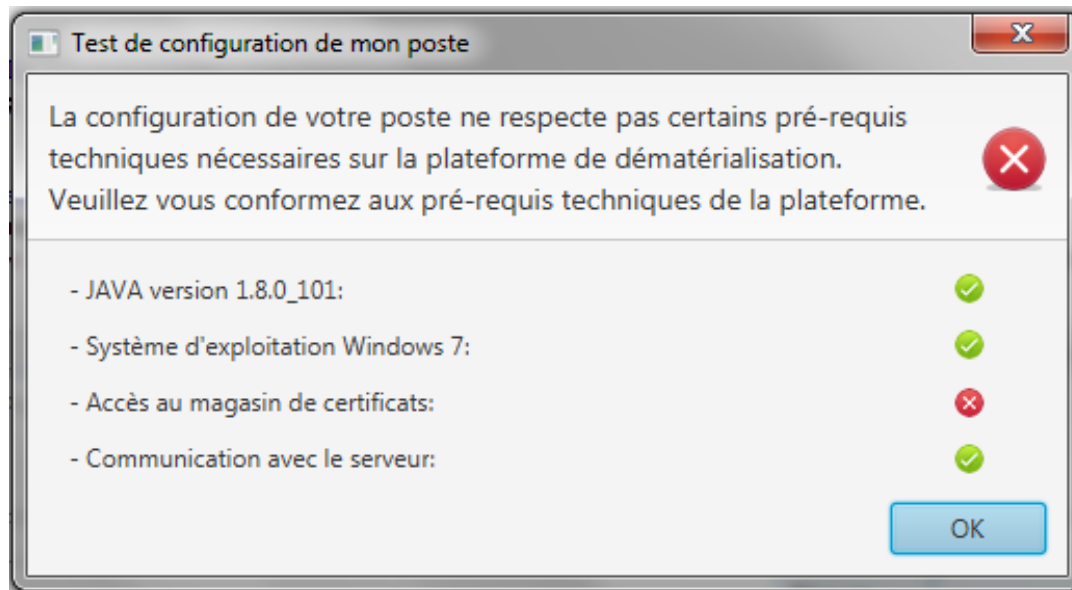 Test de configuration de mon poste
La configuration de votre poste ne respecte pas certains pré-requis
techniques nécessaires sur la plateforme de dématérialisation.
Veuillez vous conformez aux pré-requis techniques de la plateforme.
- JAVA version 1.8.0_101:
- Système d'exploitation Windows 7:
- Accès au magasin de certificats:
- Communication avec le serveur:
OK